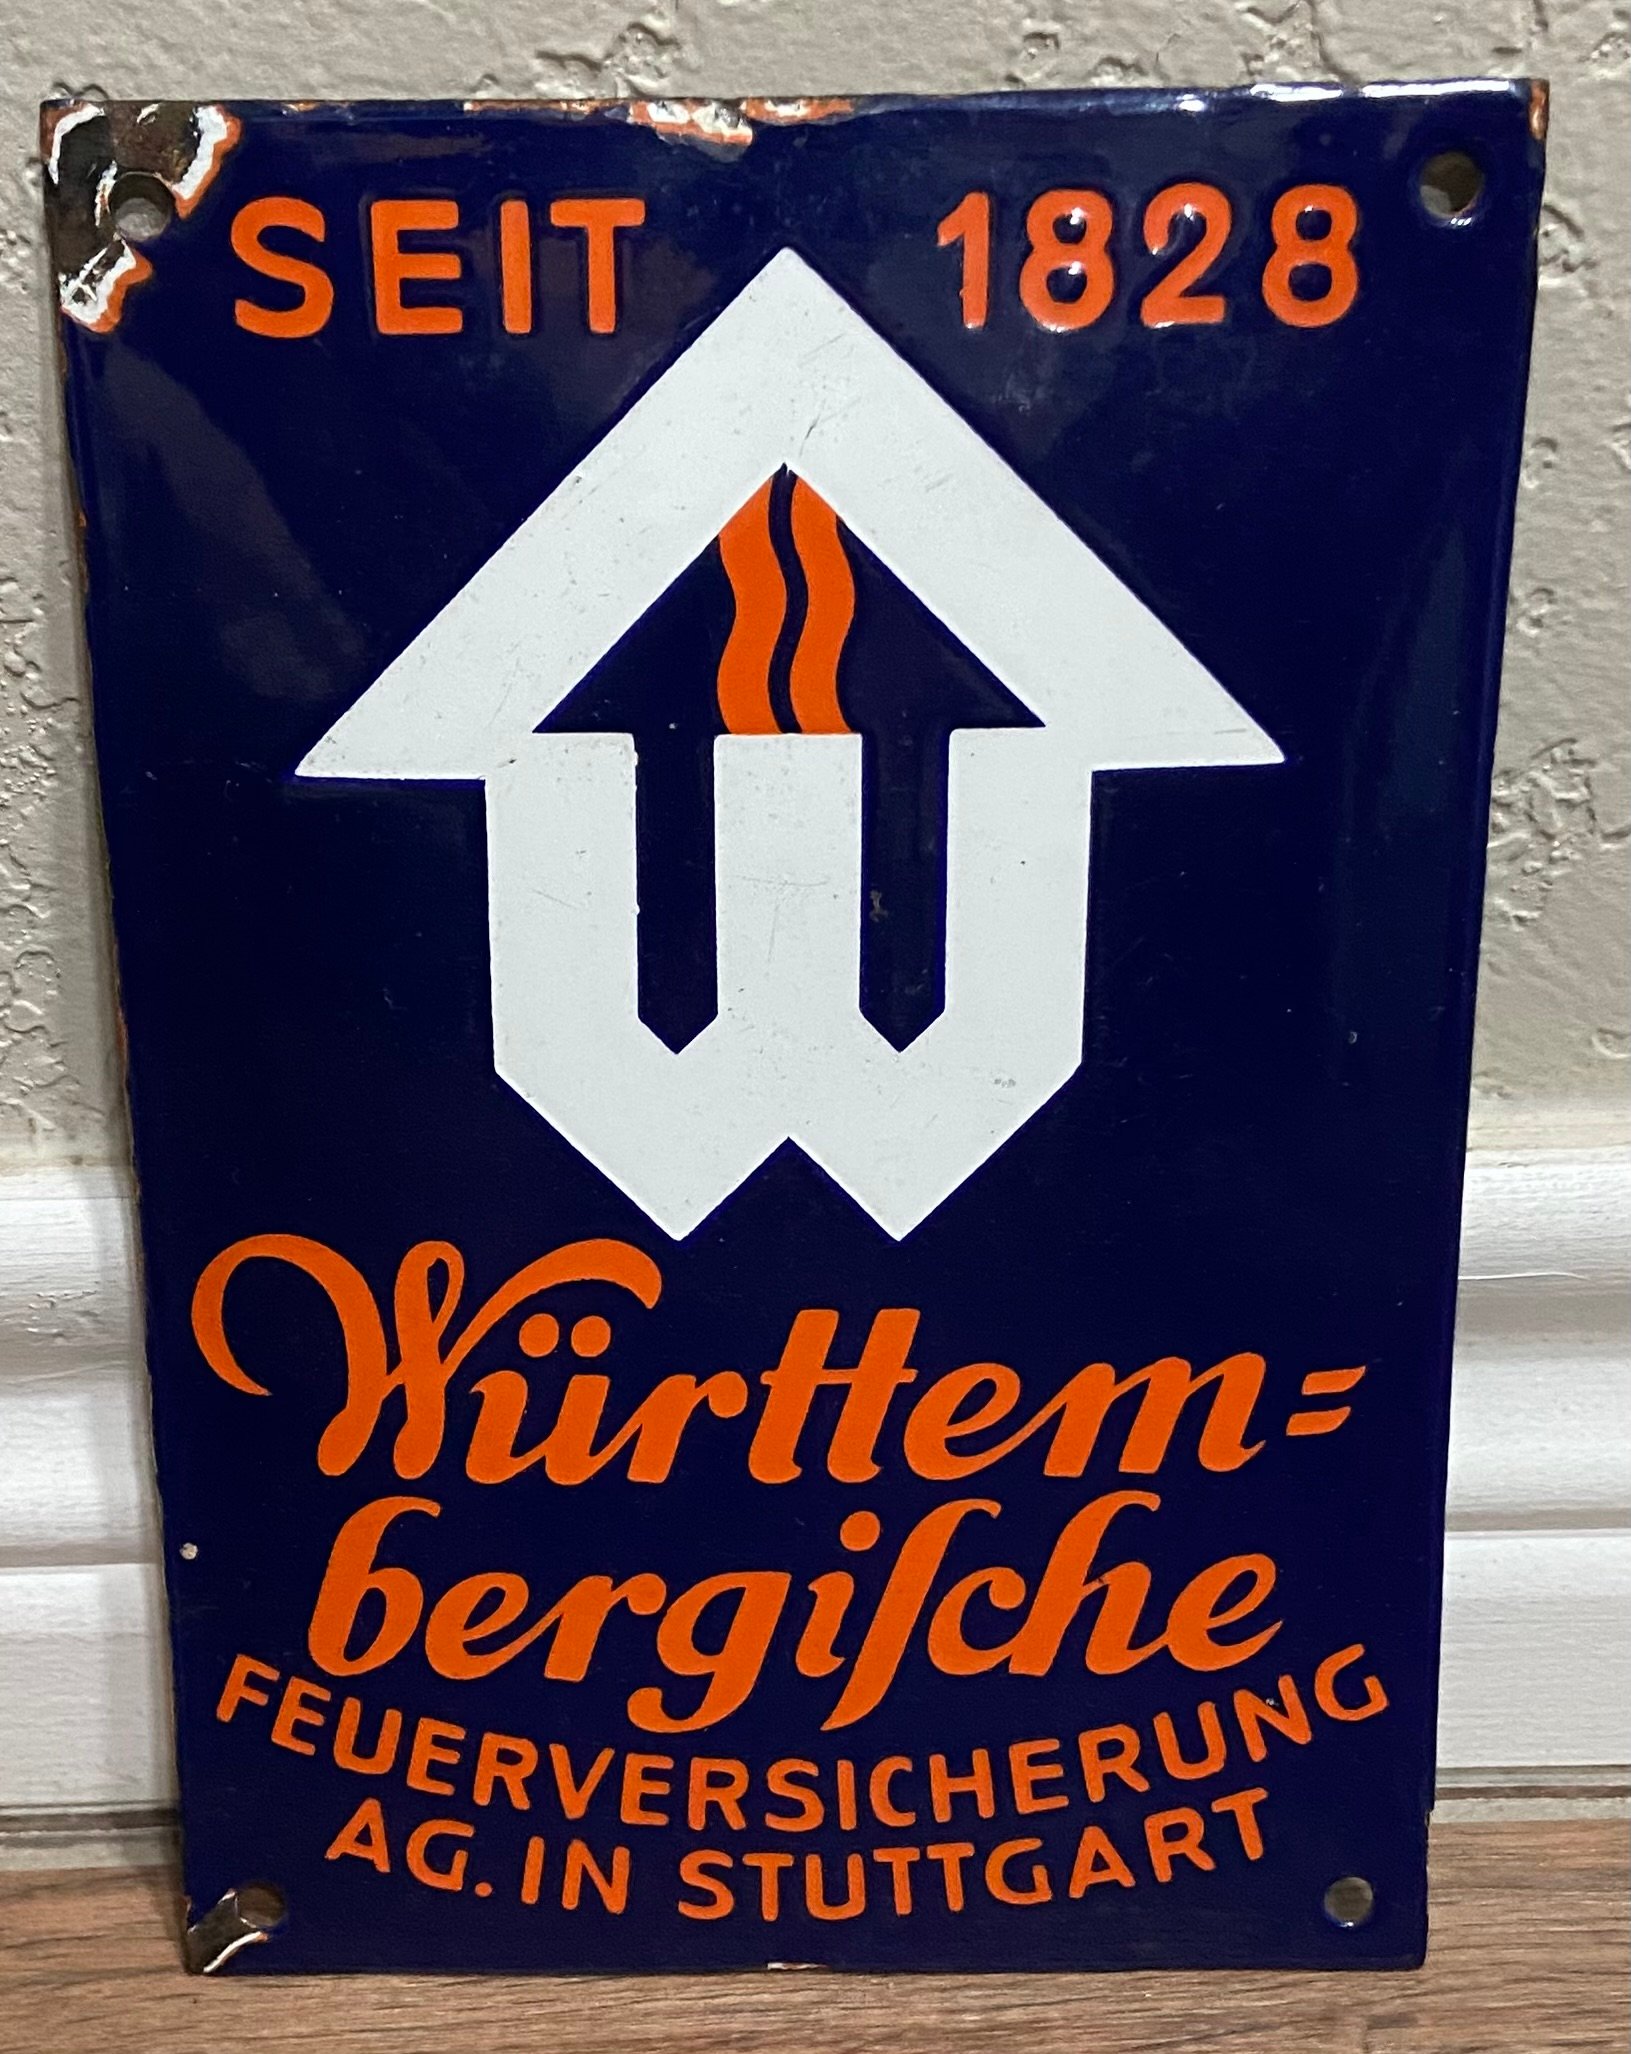 SEIT 1828
Württem=
bergiſche
FEUERVERSICHERUNG
AG. IN STUTTGART